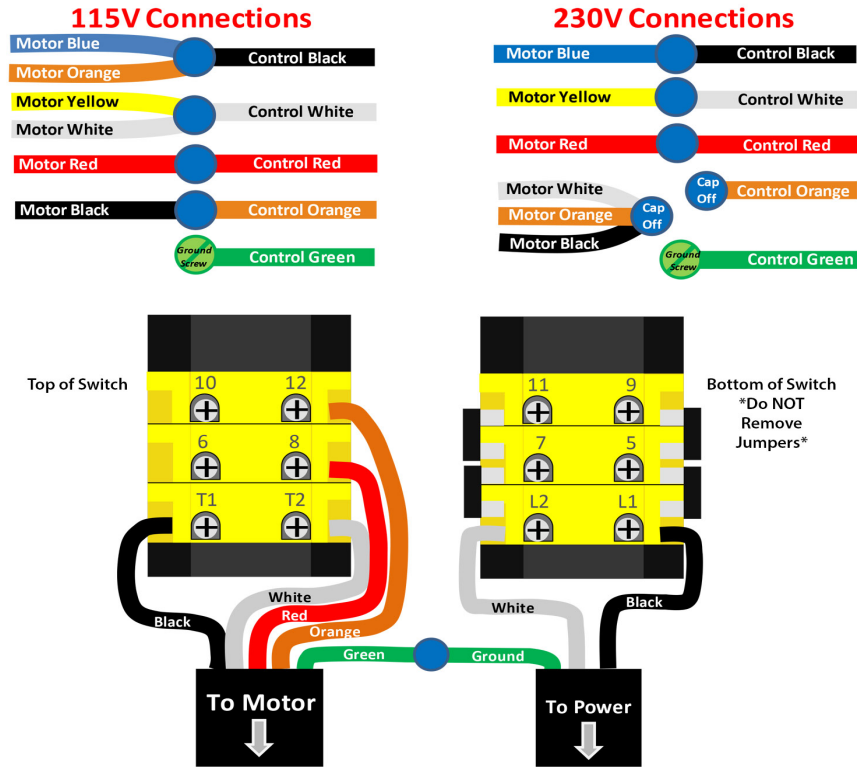 115V Connections
Motor Blue
Control Black
Motor Orange
Motor Yellow
Control White
Motor White
Motor Red
Control Red
Motor Black
Control Orange
Ground
Screw
Control Green
230V Connections
Motor Blue
Control Black
Motor Yellow
Control White
Motor Red
Control Red
Cap
Off
Control Orange
Motor White
Motor Orange
Motor Black
Cap
Off
Ground
Screw
Control Green
Top of Switch
10 12
6 8
T1 T2
Black
White
Red
Orange
Green
Ground
To Motor
11 9
7 5
L2 L1
Bottom of Switch
*Do NOT
Remove
Jumpers*
White
Black
To Power